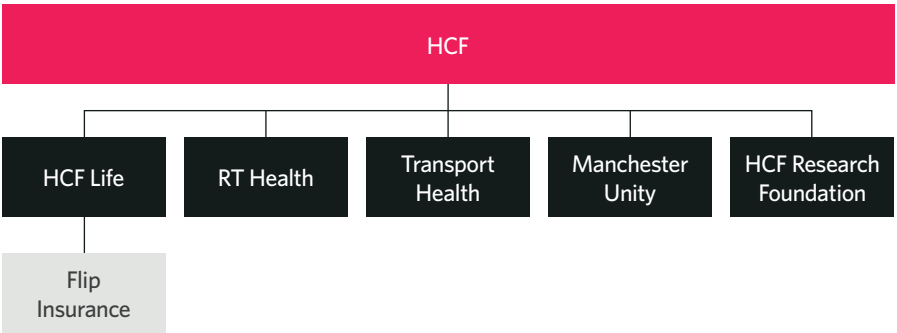 HCF
HCF Life
RT Health
Transport
Health
Manchester
Unity
HCF Research
Foundation
Flip
Insurance